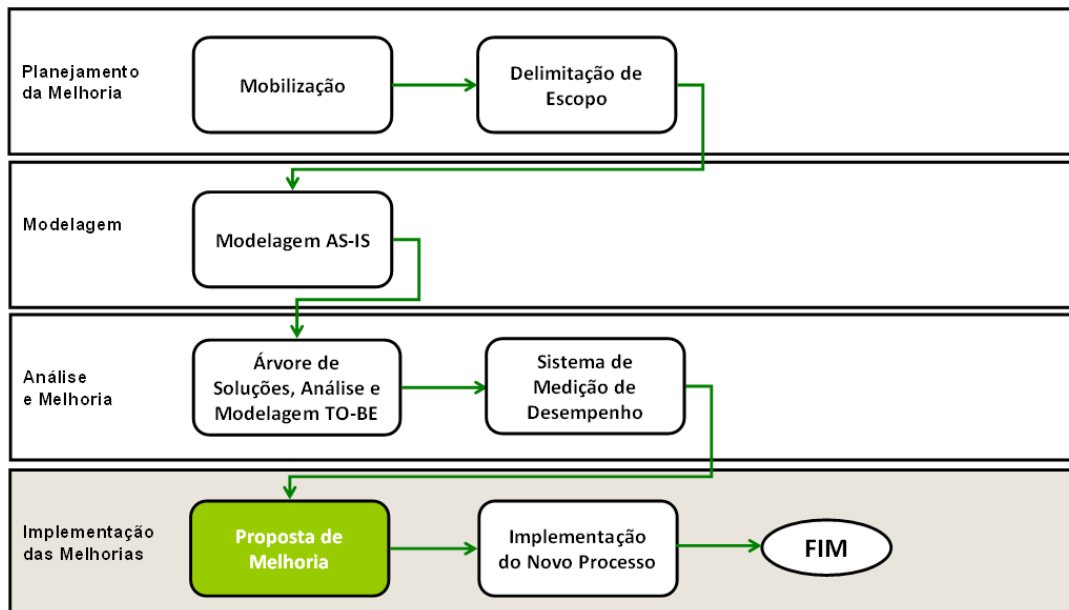 Planejamento
da Melhoria
Mobilização
Delimitação de
Escopo
Modelagem
Modelagem AS-IS
Análise
e Melhoria
Árvore de
Soluções, Análise e
Modelagem TO-BE
Sistema de
Medição de
Desempenho
Implementação
das Melhorias
Proposta de
Melhoria
Implementação
do Novo Processo
FIM